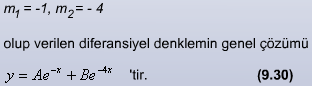 m₁ = -1, m₂= - 4
olup verilen diferansiyel denklemin genel çözümü
y = Ae⁻ˣ + Be⁻⁴ˣ 'tir. (9.30)